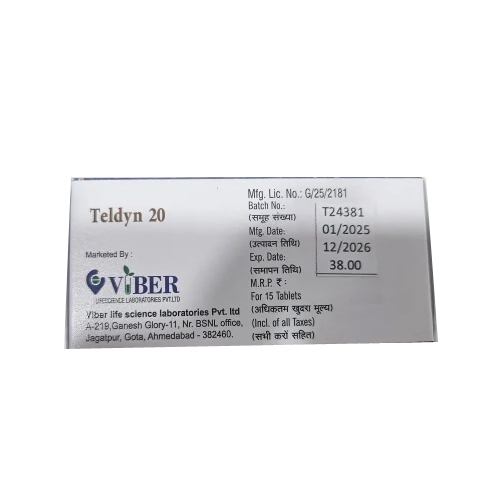 Teldyn 20
Marketed By :
VIBER
LIFESCIENCE LABORATORIES PVT.LTD
Viber life science laboratories Pvt. ltd
A-219,Ganesh Glory-11, Nr. BSNL office,
Jagatpur, Gota, Ahmedabad - 382460.
Mfg. Lic. No.: G/25/2181
Batch No.:
(समूह संख्या)
T24381
Mfg. Date:
(उत्पादन तिथि)
01/2025
Exp. Date:
(समापन तिथि)
12/2026
M.R.P. ₹ :
38.00
For 15 Tablets
(अधिकतम खुदरा मूल्य)
(Incl. of all Taxes)
(सभी करों सहित)